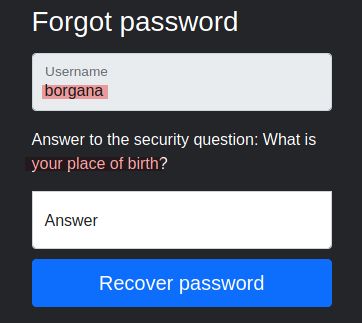 Forgot password
Username
borgana
Answer to the security question: What is
your place of birth?
Answer
Recover password